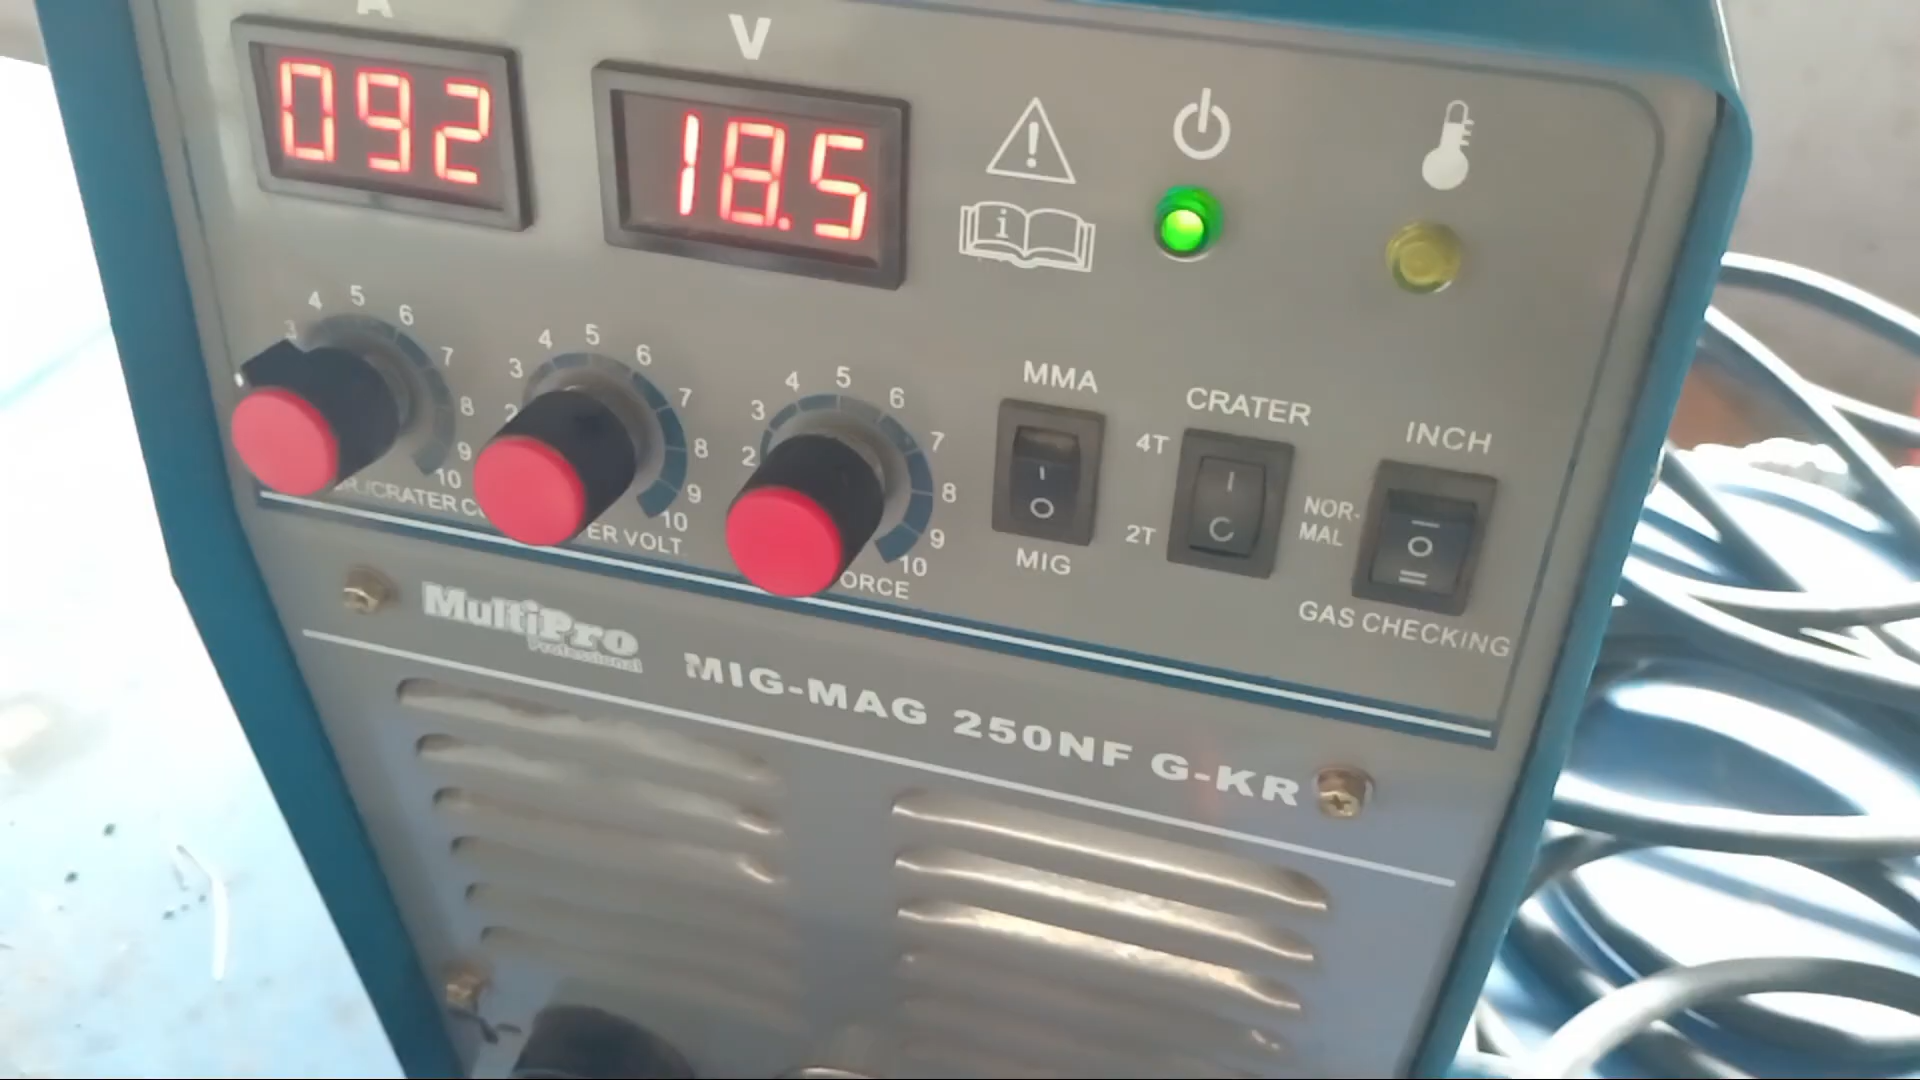 A
V
092
18.5
i
3 4 5 6 7 8 9 10
2 3 4 5 6 7 8 9 10
2 3 4 5 6 7 8 9 10
MMA
I
O
MIG
CRATER
4T
I
2T
INCH
NOR-
MAL
O
GAS CHECKING
/CRATER
VOLT
MultiPro
Professional
MIG-MAG 250NF G-KR